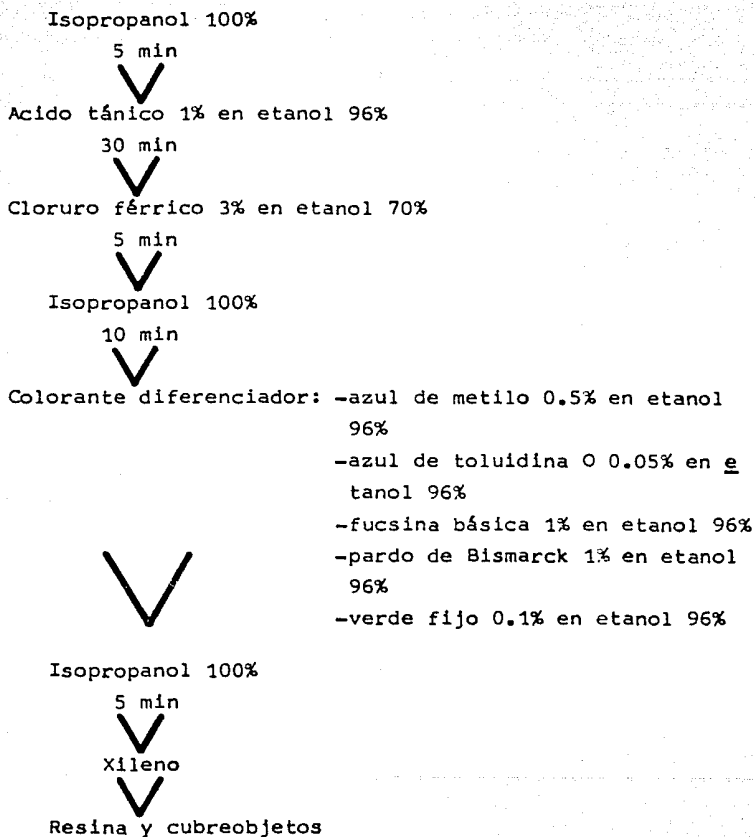 Isopropanol 100%
5 min
Acido tánico 1% en etanol 96%
30 min
Cloruro férrico 3% en etanol 70%
5 min
Isopropanol 100%
10 min
Colorante diferenciador: -azul de metilo 0.5% en etanol
96%
-azul de toluidina O 0.05% en e
tanol 96%
-fucsina básica 1% en etanol 96%
-pardo de Bismarck 1% en etanol
96%
-verde fijo 0.1% en etanol 96%
Isopropanol 100%
5 min
Xileno
Resina y cubreobjetos